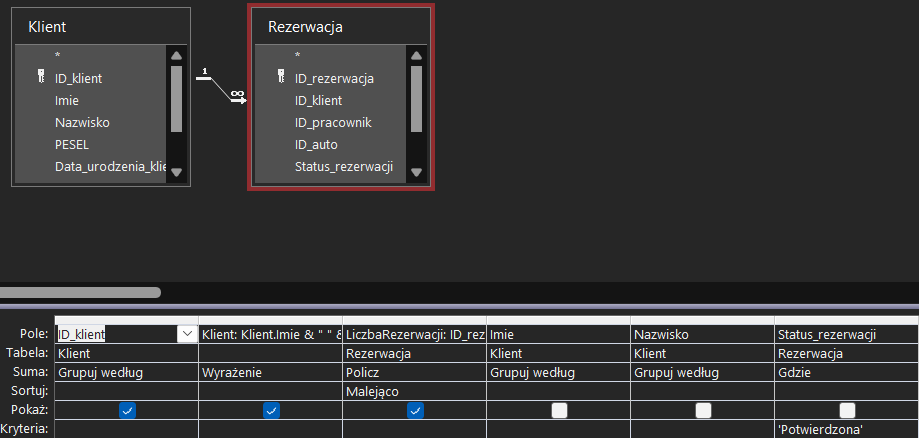 Klient
*
ID_klient
Imie
Nazwisko
PESEL
Data_urodzenia_klie
1
∞
Rezerwacja
*
ID_rezerwacja
ID_klient
ID_pracownik
ID_auto
Status_rezerwacji
Pole: ID_klient Klient: Klient.Imie & " " & LiczbaRezerwacji: ID_rez Imie Nazwisko Status_rezerwacji
Tabela: Klient Rezerwacja Klient Klient Rezerwacja
Suma: Grupuj według Wyrażenie Policz Grupuj według Grupuj według Gdzie
Sortuj: Malejąco
Pokaż:
Kryteria: 'Potwierdzona'